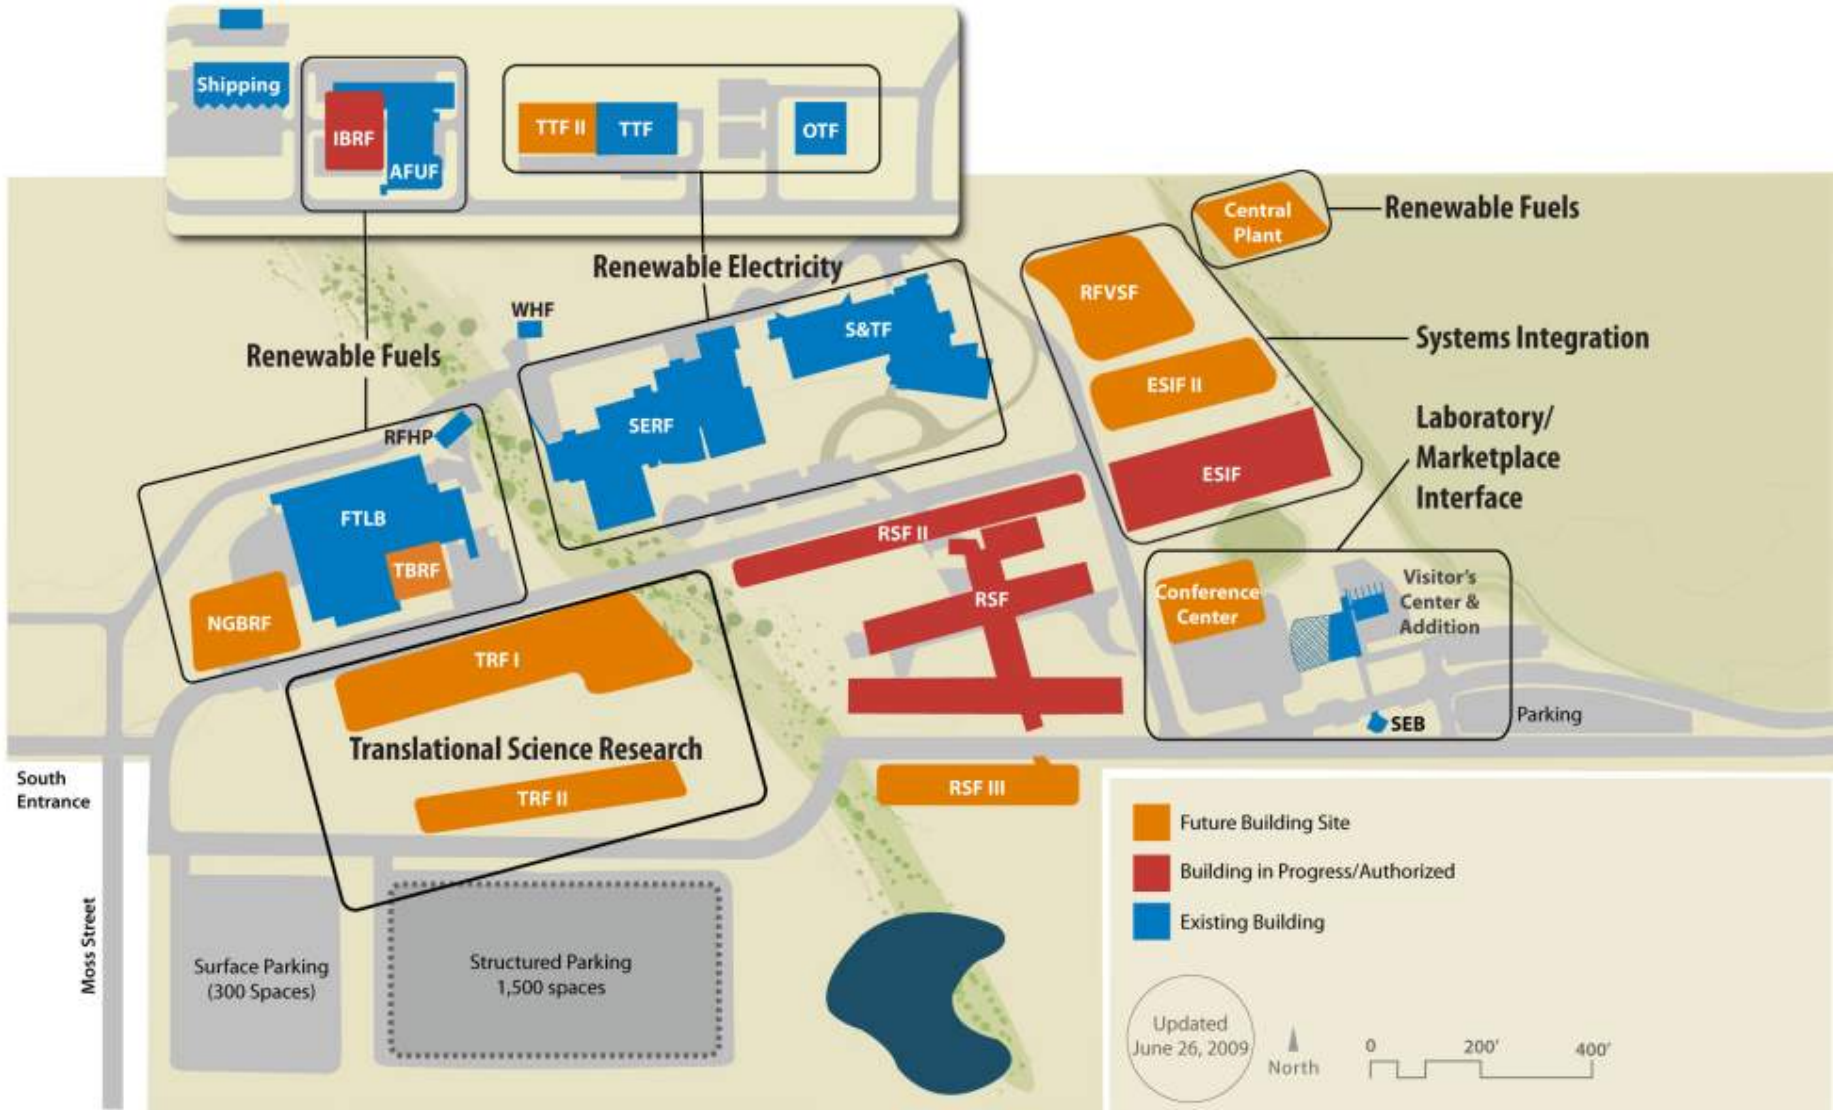 Shipping
IBRF
AFUF
TTF II
TTF
OTF
Central
Plant
Renewable Fuels
RFVSF
Renewable Electricity
WHF
S&TF
Systems Integration
Renewable Fuels
ESIF II
SERF
RFHP
Laboratory/
Marketplace
Interface
ESIF
FTLB
RSF II
TBRF
Visitor's
Center &
Addition
Conference
Center
RSF
NGBRF
TRF I
Parking
SEB
Translational Science Research
South
Entrance
RSF III
TRF II
Future Building Site
Building in Progress/Authorized
Existing Building
Moss Street
Surface Parking
(300 Spaces)
Structured Parking
1,500 spaces
Updated
June 26, 2009
North
0 200' 400'